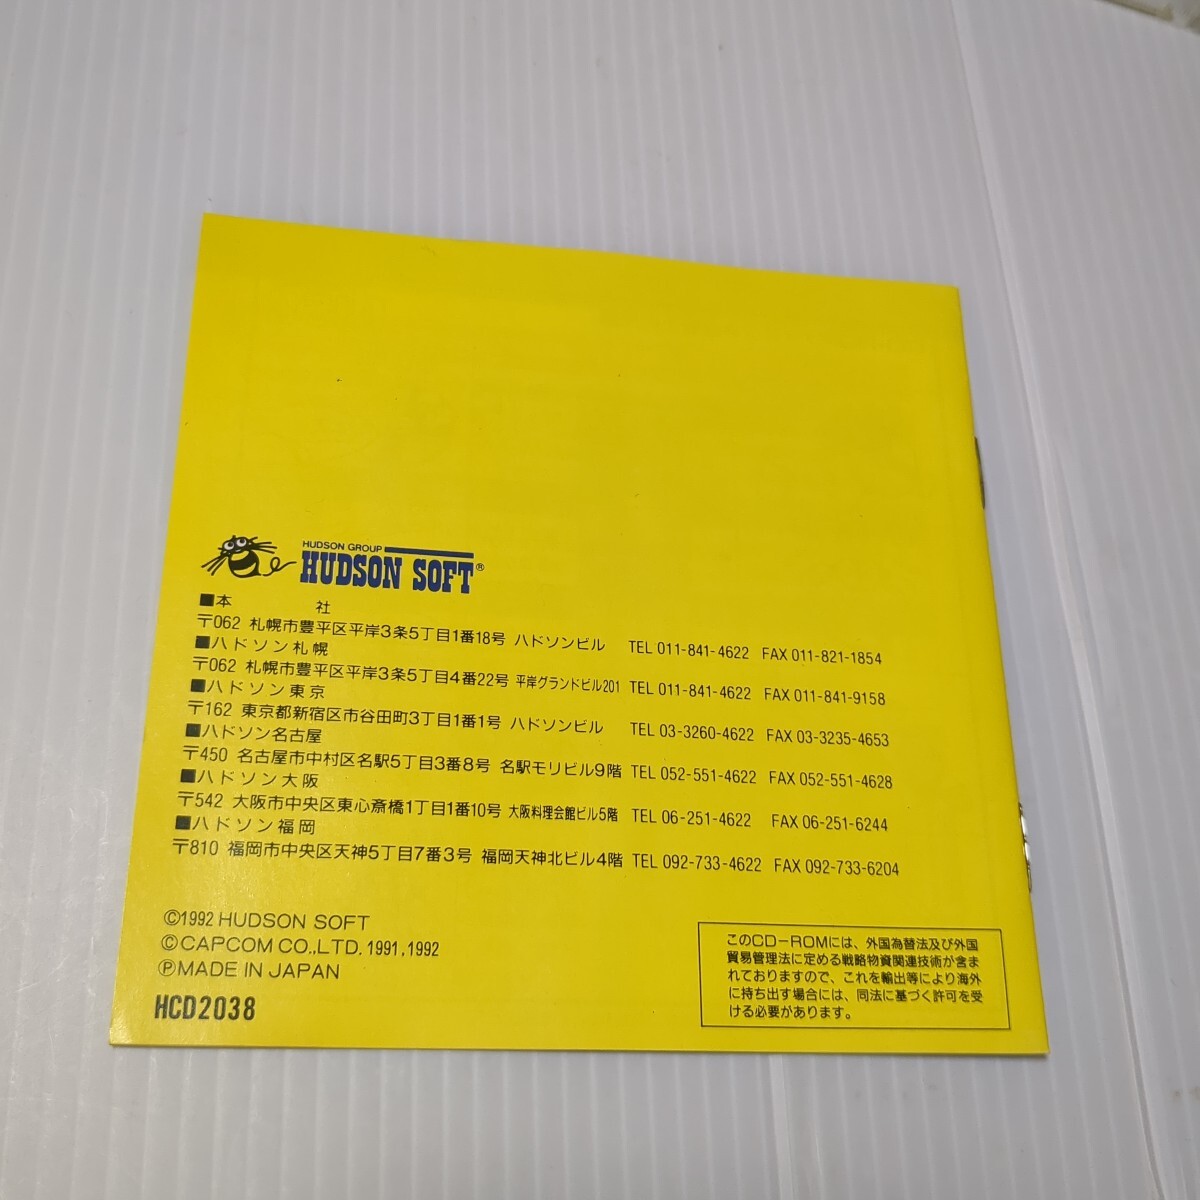 HUDSON GROUP
HUDSON SOFT®
■本　　　社
〒062 札幌市豊平区平岸3条5丁目1番18号 ハドソンビル TEL 011-841-4622 FAX 011-821-1854
■ハドソン札幌
〒062 札幌市豊平区平岸3条5丁目4番22号 平岸グランドビル201 TEL 011-841-4622 FAX 011-841-9158
■ハドソン東京
〒162 東京都新宿区市谷田町3丁目1番1号 ハドソンビル TEL 03-3260-4622 FAX 03-3235-4653
■ハドソン名古屋
〒450 名古屋市中村区名駅5丁目3番8号 名駅モリビル9階 TEL 052-551-4622 FAX 052-551-4628
■ハドソン大阪
〒542 大阪市中央区東心斎橋1丁目1番10号 大阪料理会館ビル5階 TEL 06-251-4622 FAX 06-251-6244
■ハドソン福岡
〒810 福岡市中央区天神5丁目7番3号 福岡天神北ビル4階 TEL 092-733-4622 FAX 092-733-6204
©1992 HUDSON SOFT
©CAPCOM CO.,LTD. 1991,1992
ⓅMADE IN JAPAN
HCD2038
このCD-ROMには、外国為替法及び外国
貿易管理法に定める戦略物資関連技術が含ま
れておりますので、これを輸出等により海外
に持ち出す場合には、同法に基づく許可を受
ける必要があります。